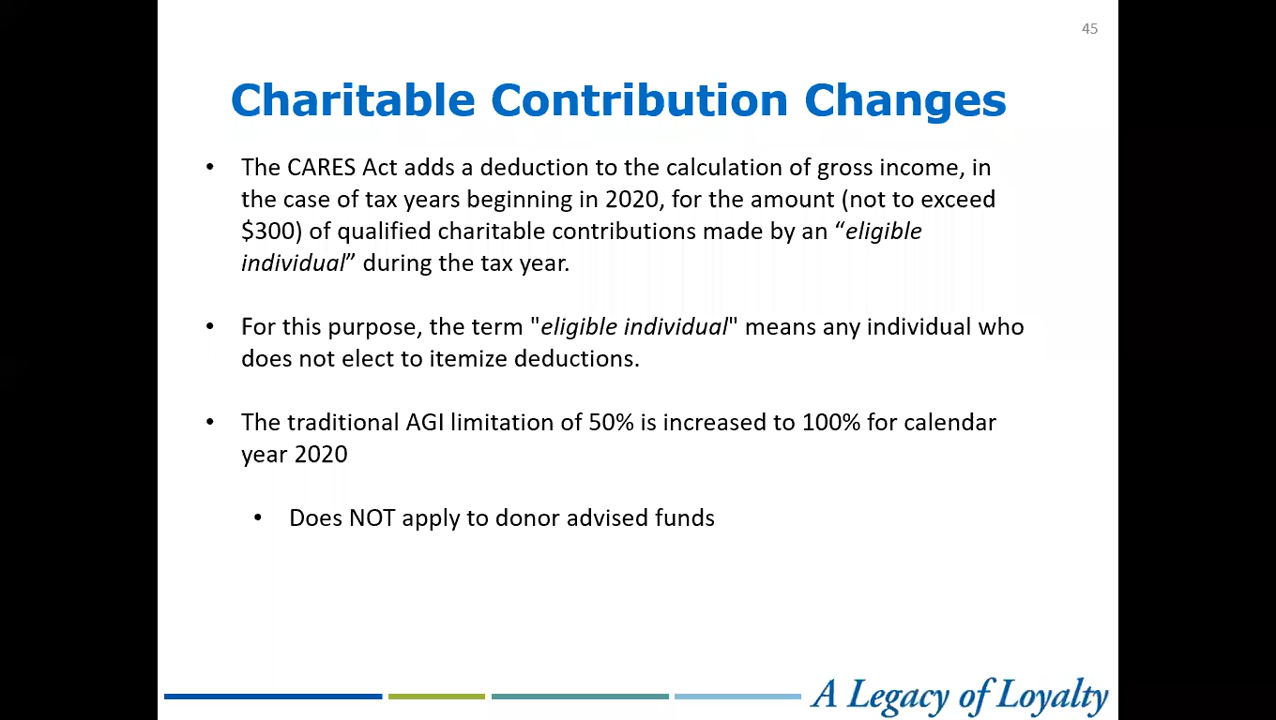 45
Charitable Contribution Changes
• The CARES Act adds a deduction to the calculation of gross income, in
the case of tax years beginning in 2020, for the amount (not to exceed
$300) of qualified charitable contributions made by an “eligible
individual” during the tax year.
• For this purpose, the term "eligible individual" means any individual who
does not elect to itemize deductions.
• The traditional AGI limitation of 50% is increased to 100% for calendar
year 2020
• Does NOT apply to donor advised funds
A Legacy of Loyalty